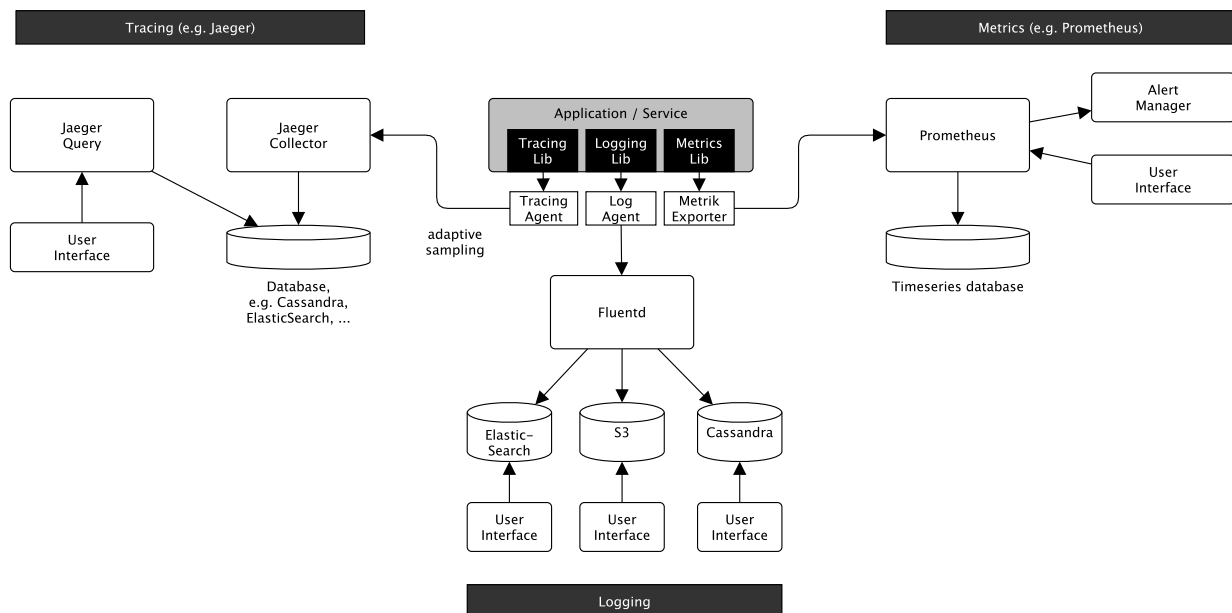 Tracing (e.g. Jaeger)
Metrics (e.g. Prometheus)
Jaeger
Query
Jaeger
Collector
Application / Service
Tracing
Lib
Logging
Lib
Metrics
Lib
Tracing
Agent
Log
Agent
Metrik
Exporter
Prometheus
Alert
Manager
User
Interface
User
Interface
adaptive
sampling
Database,
e.g. Cassandra,
ElasticSearch, ...
Timeseries database
Fluentd
Elastic-
Search
S3
Cassandra
User
Interface
User
Interface
User
Interface
Logging